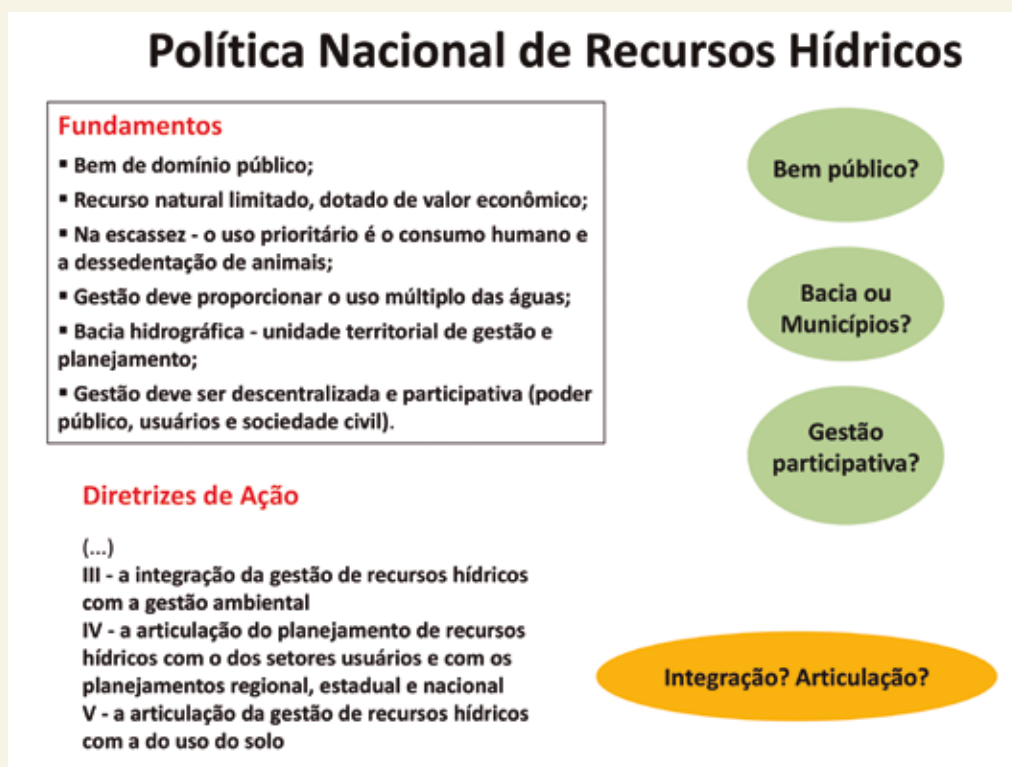 Política Nacional de Recursos Hídricos
Fundamentos
▪ Bem de domínio público;
▪ Recurso natural limitado, dotado de valor econômico;
▪ Na escassez - o uso prioritário é o consumo humano e
a dessedentação de animais;
▪ Gestão deve proporcionar o uso múltiplo das águas;
▪ Bacia hidrográfica - unidade territorial de gestão e
planejamento;
▪ Gestão deve ser descentralizada e participativa (poder
público, usuários e sociedade civil).
Bem público?
Bacia ou
Municípios?
Gestão
participativa?
Diretrizes de Ação
(...)
III - a integração da gestão de recursos hídricos
com a gestão ambiental
IV - a articulação do planejamento de recursos
hídricos com o dos setores usuários e com os
planejamentos regional, estadual e nacional
V - a articulação da gestão de recursos hídricos
com a do uso do solo
Integração? Articulação?